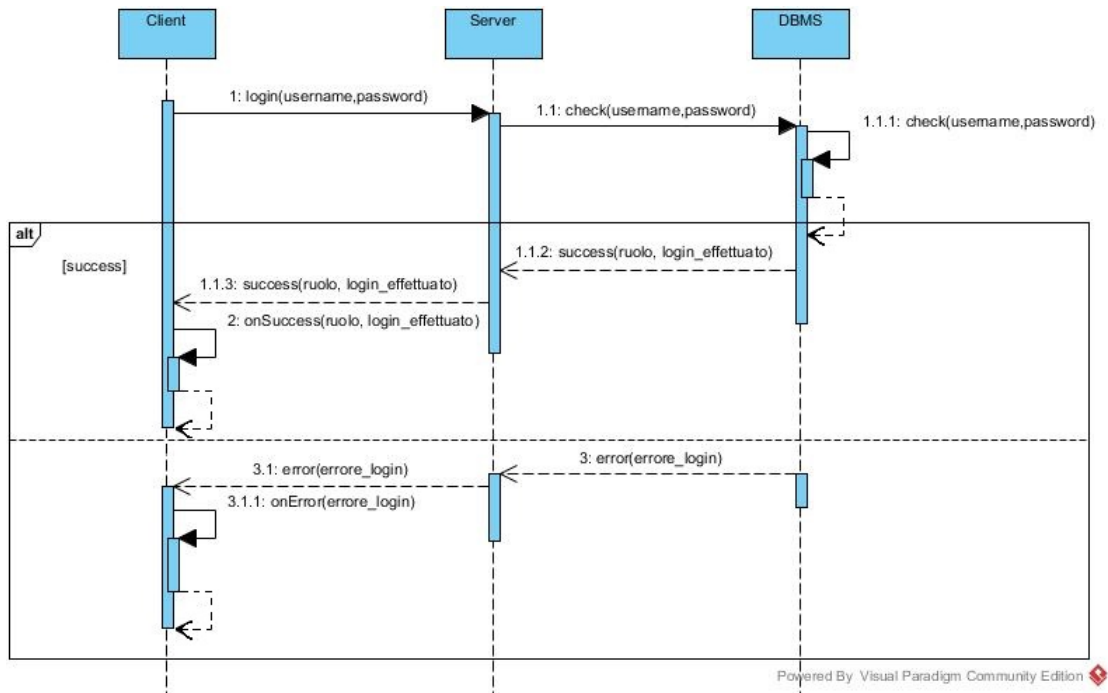 Client
Server
DBMS
1: login(username,password)
1.1: check(username,password)
1.1.1: check(username,password)
alt
[success]
1.1.2: success(ruolo, login_effettuato)
1.1.3: success(ruolo, login_effettuato)
2: onSuccess(ruolo, login_effettuato)
3: error(errore_login)
3.1: error(errore_login)
3.1.1: onError(errore_login)
Powered By Visual Paradigm Community Edition